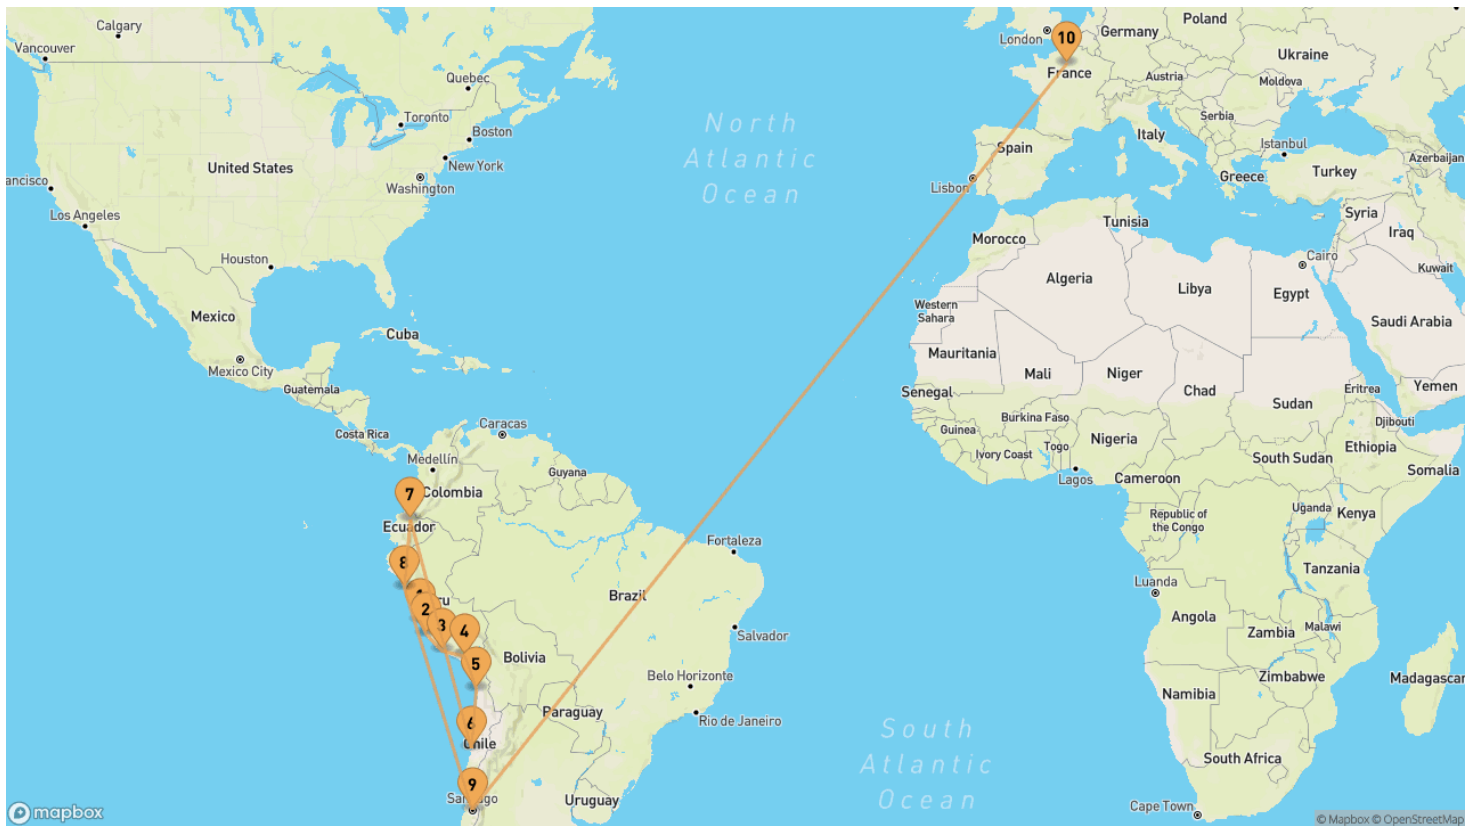 Calgary
Vancouver
Quebec
Toronto
Boston
New York
Washington
United States
ancisco
Los Angeles
Houston
Mexico
Mexico City
Cuba
Guatemala
Costa Rica
Caracas
Medellín
Colombia
Guyana
North
Atlantic
Ocean
London
10
France
Germany
Poland
Ukraine
Austria
Moldova
Serbia
Italy
Spain
Lisbon
Istanbul
Greece
Turkey
Azerbaijan
Syria
Iraq
Kuwait
Tunisia
Morocco
Algeria
Libya
Cairo
Egypt
Saudi Arabia
Western
Sahara
Mauritania
Mali
Niger
Chad
Sudan
Eritrea
Yemen
Djibouti
Senegal
Burkina Faso
Guinea
Ivory Coast
Togo
Nigeria
Lagos
Cameroon
South Sudan
Ethiopia
Somalia
Republic of
the Congo
Uganda
Kenya
Tanzania
Luanda
Angola
Zambia
Malawi
Zimbabwe
Namibia
Madagascar
South Africa
Cape Town
7
Ecuador
8
ru
2
3
4
5
6
Chile
9
Sa
go
Fortaleza
Brazil
Salvador
Bolivia
Belo Horizonte
Rio de Janeiro
Paraguay
Uruguay
South
Atlantic
Ocean
mapbox
© Mapbox © OpenStreetMap